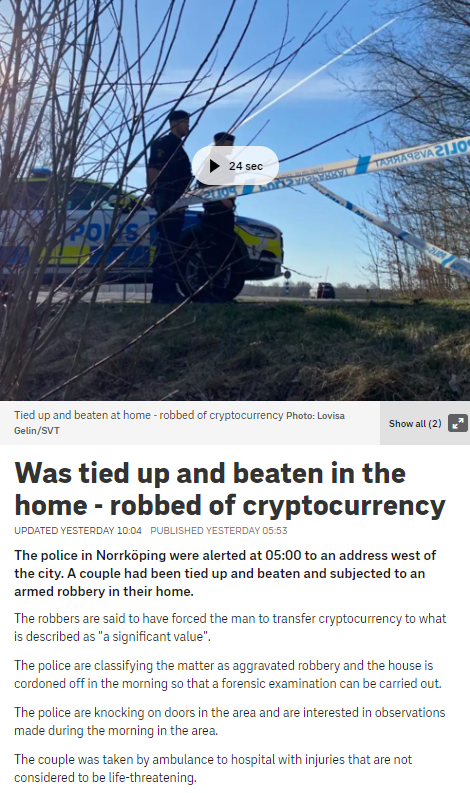 24 sec
POLIS AVSPÄRRAT
POLIS
POLIS
Tied up and beaten at home - robbed of cryptocurrency Photo: Lovisa
Gelin/SVT
Show all (2)
Was tied up and beaten in the
home - robbed of cryptocurrency
UPDATED YESTERDAY 10:04 PUBLISHED YESTERDAY 05:53
The police in Norrköping were alerted at 05:00 to an address west of
the city. A couple had been tied up and beaten and subjected to an
armed robbery in their home.
The robbers are said to have forced the man to transfer cryptocurrency to what
is described as "a significant value".
The police are classifying the matter as aggravated robbery and the house is
cordoned off in the morning so that a forensic examination can be carried out.
The police are knocking on doors in the area and are interested in observations
made during the morning in the area.
The couple was taken by ambulance to hospital with injuries that are not
considered to be life-threatening.